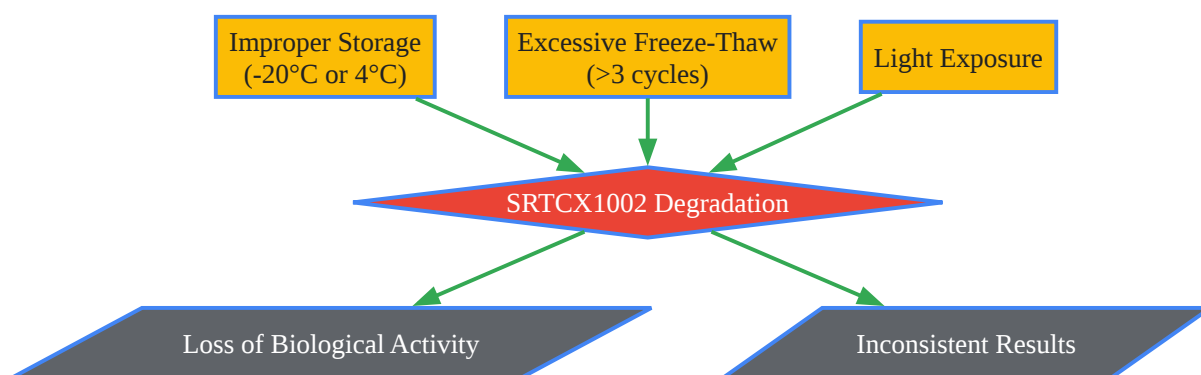 Improper Storage
(-20°C or 4°C)
Excessive Freeze-Thaw
(>3 cycles)
Light Exposure
SRTCX1002 Degradation
Loss of Biological Activity
Inconsistent Results